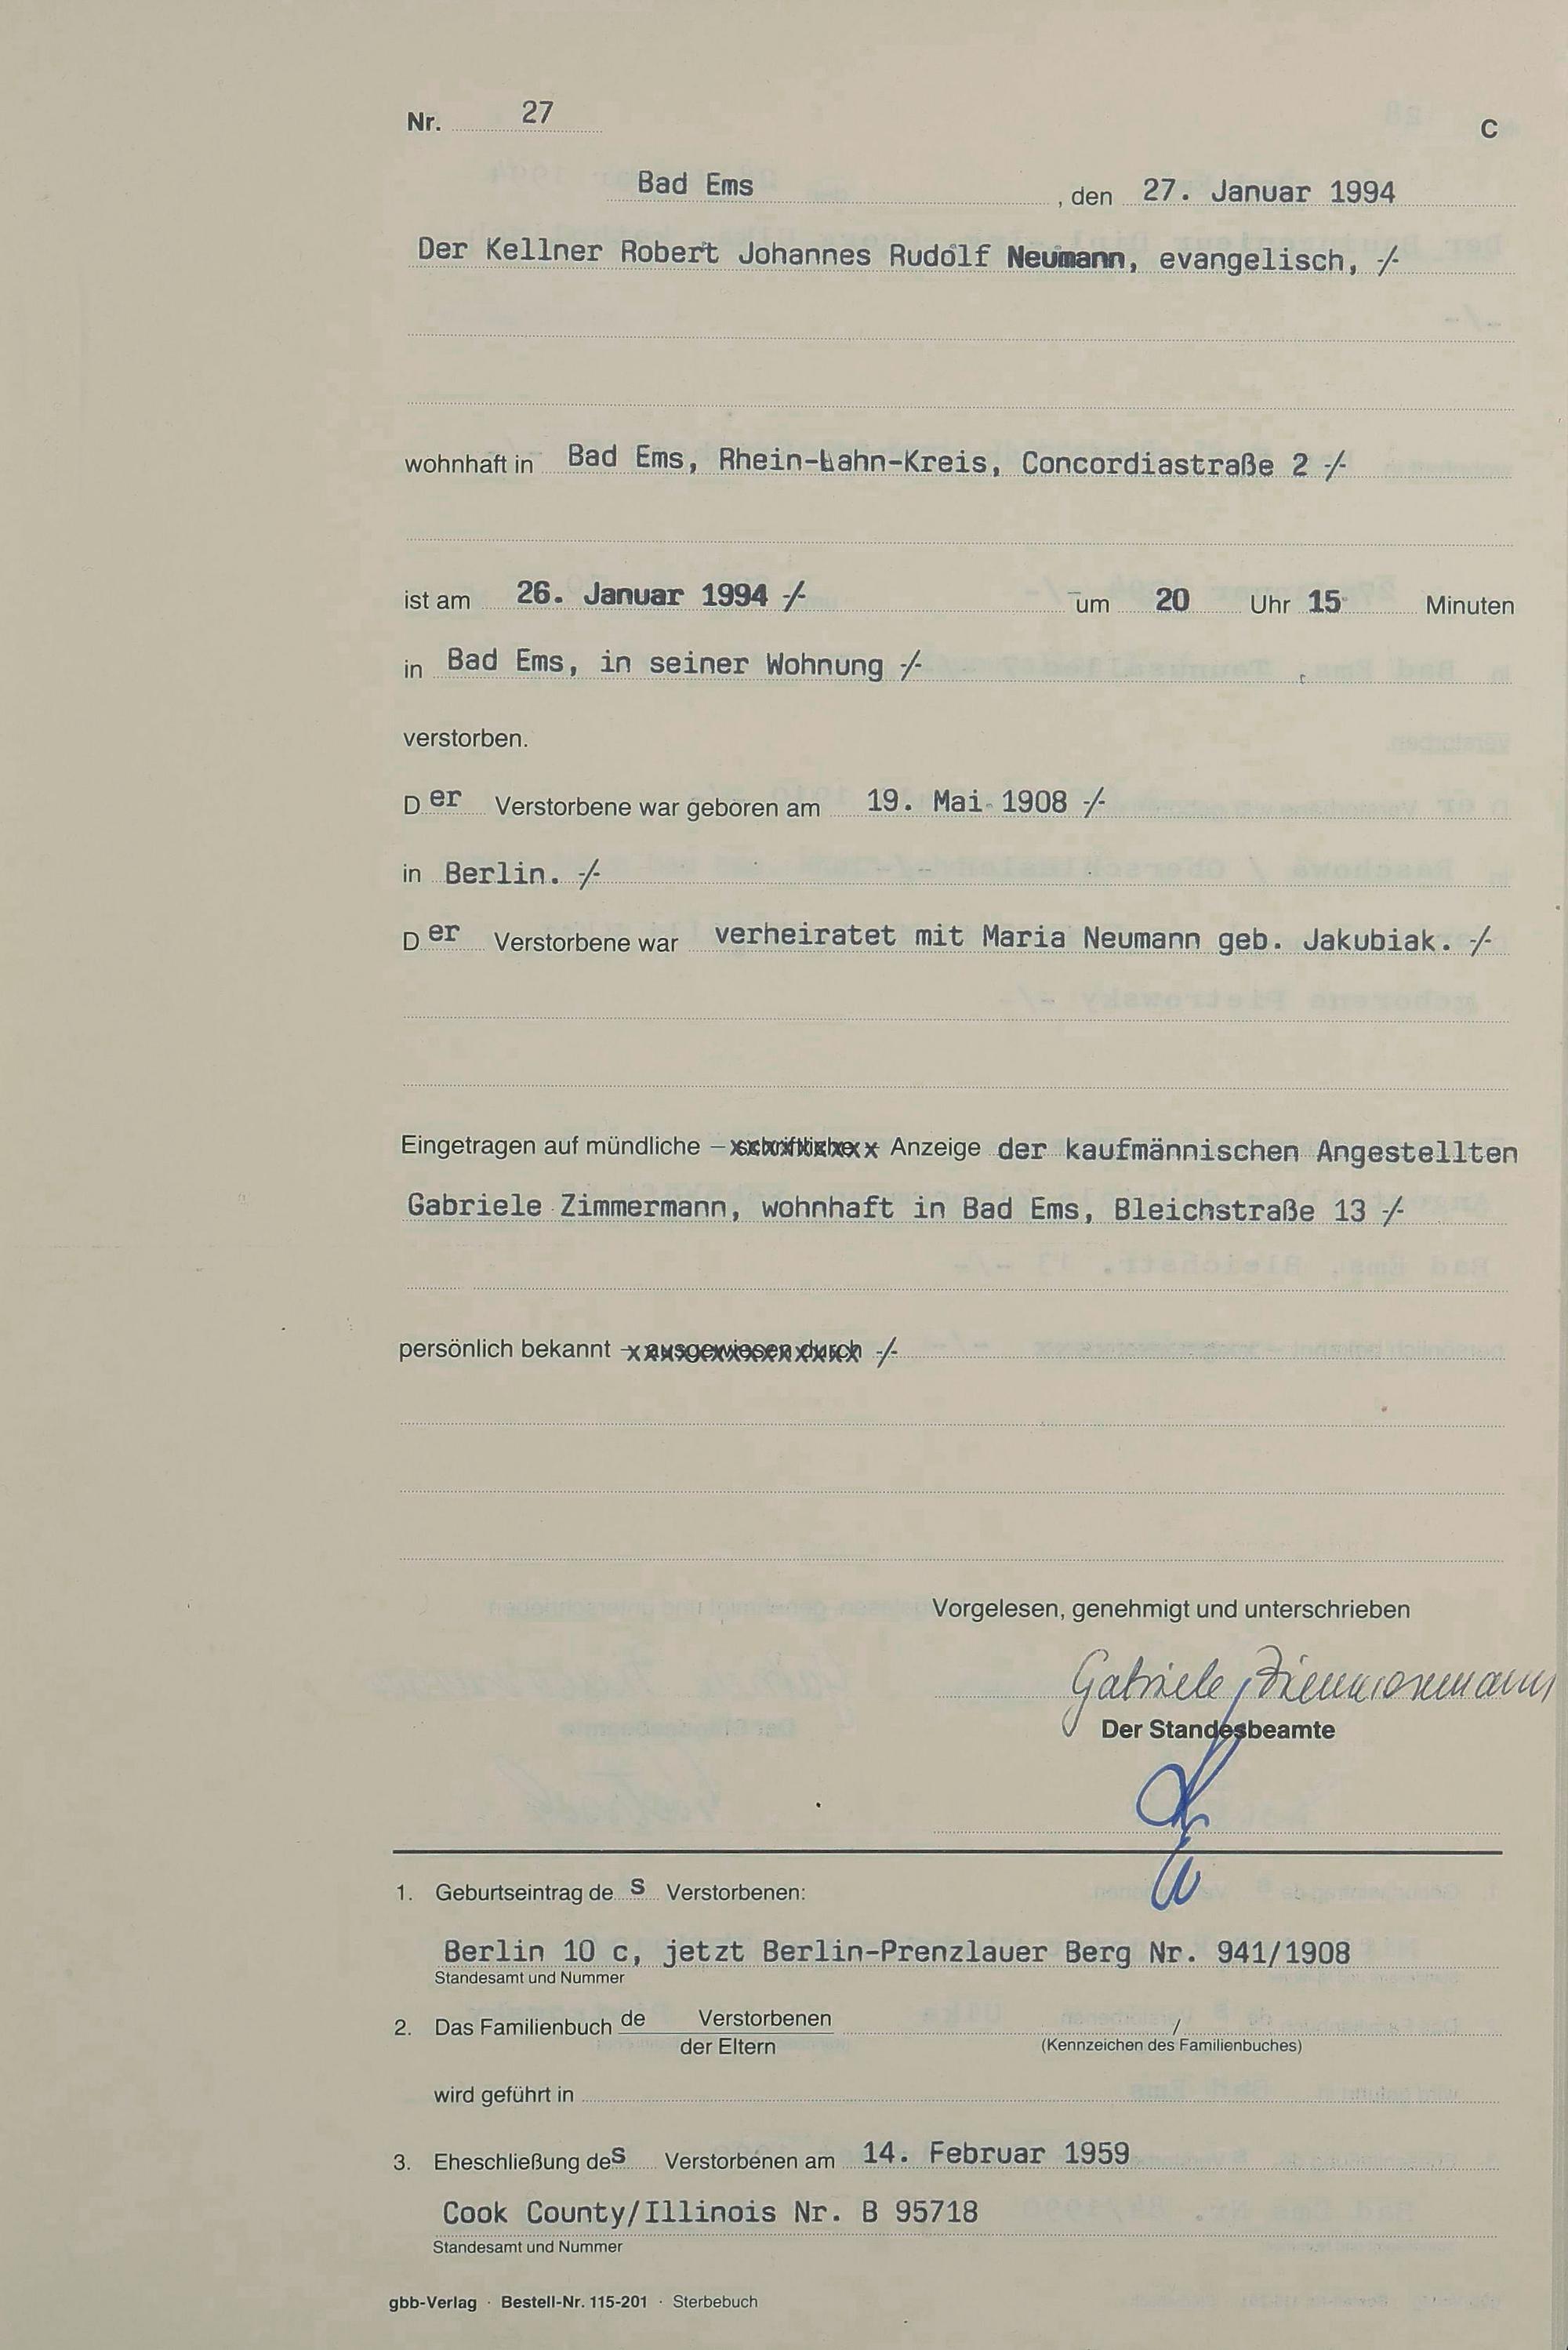 Nr. 27
C
Bad Ems , den 27. Januar 1994
Der Kellner Robert Johannes Rudolf Neumann, evangelisch, -/-
wohnhaft in Bad Ems, Rhein-Lahn-Kreis, Concordiastraße 2 -/-
ist am 26. Januar 1994 -/- um 20 Uhr 15 Minuten
in Bad Ems, in seiner Wohnung -/- ,
verstorben.
Der Verstorbene war geboren am 19. Mai 1908 -/-
in Berlin. -/-
Der Verstorbene war verheiratet mit Maria Neumann geb. Jakubiak. -/-
Eingetragen auf mündliche – schriftliche – Anzeige der kaufmännischen Angestellten
Gabriele Zimmermann, wohnhaft in Bad Ems, Bleichstraße 13 -/-
persönlich bekannt – ausgewiesen durch -/-
Vorgelesen, genehmigt und unterschrieben
Gabriele Zimmermann
Der Standesbeamte
1. Geburtseintrag des Verstorbenen:
Berlin 10 c, jetzt Berlin-Prenzlauer Berg Nr. 941/1908
Standesamt und Nummer
2. Das Familienbuch de Verstorbenen /
der Eltern (Kennzeichen des Familienbuches)
wird geführt in
3. Eheschließung des Verstorbenen am 14. Februar 1959
Cook County/Illinois Nr. B 95718
Standesamt und Nummer
gbb-Verlag · Bestell-Nr. 115-201 · Sterbebuch